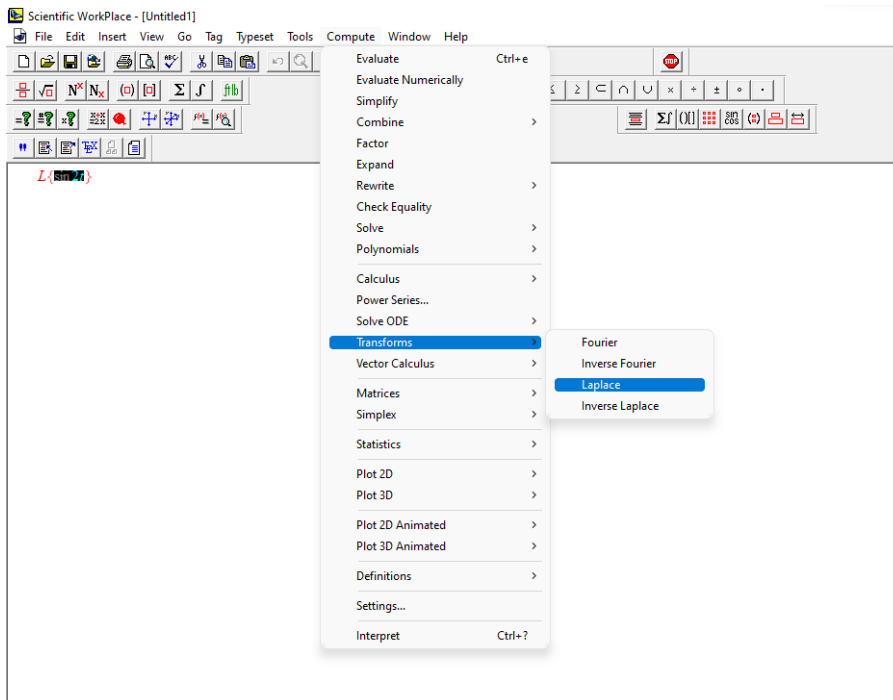 Scientific WorkPlace - [Untitled1]
File Edit Insert View Go Tag Typeset Tools Compute Window Help
L{sin 2t}
Evaluate Ctrl+e
Evaluate Numerically
Simplify
Combine
Factor
Expand
Rewrite
Check Equality
Solve
Polynomials
Calculus
Power Series...
Solve ODE
Transforms
Vector Calculus
Matrices
Simplex
Statistics
Plot 2D
Plot 3D
Plot 2D Animated
Plot 3D Animated
Definitions
Settings...
Interpret Ctrl+?
Fourier
Inverse Fourier
Laplace
Inverse Laplace